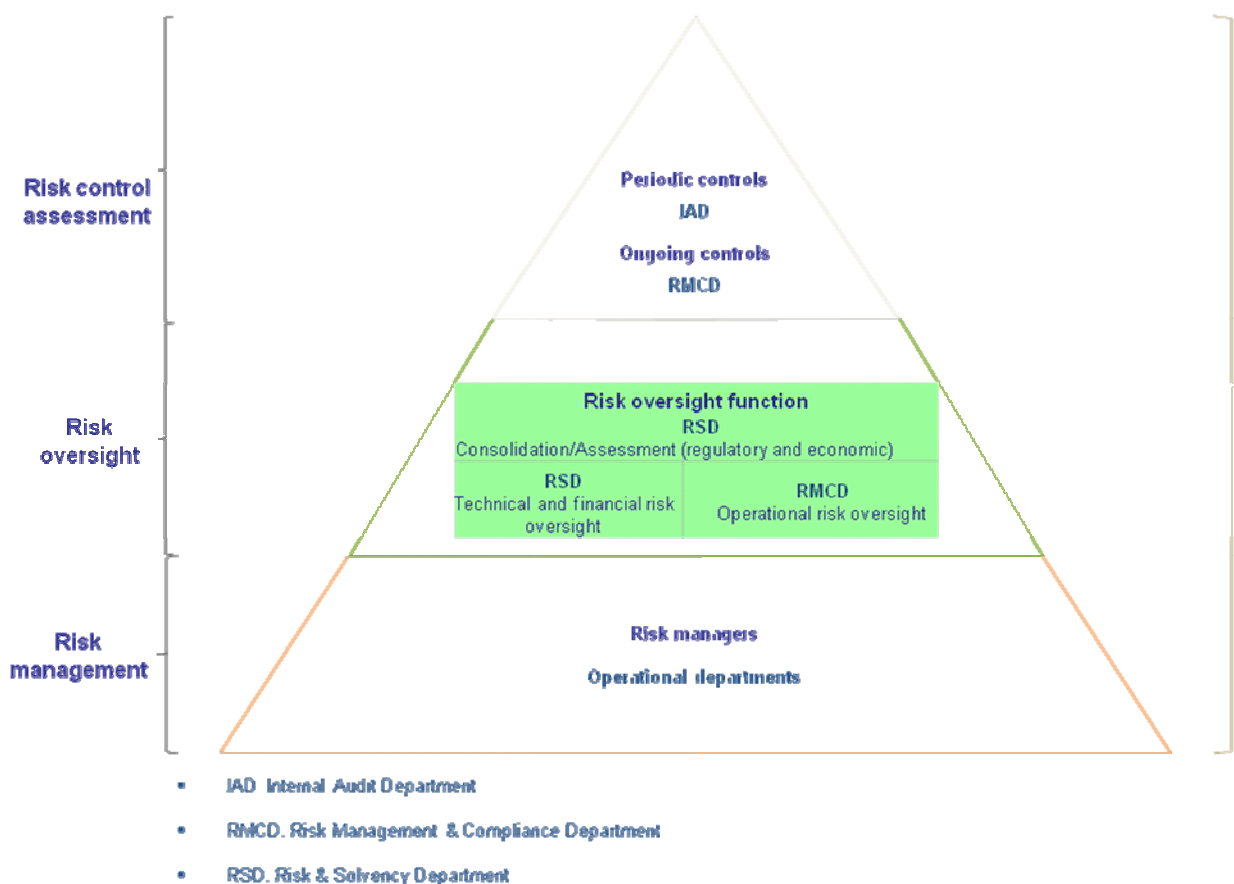 Periodic controls
IAD
Risk control
assessment
Ongoing controls
RMCD
Risk oversight function
RSD
Consolidation/Assessment (regulatory and economic)
Risk
oversight
RSD
Technical and financial risk
oversight
RMCD
Operational risk oversight
Risk
management
Risk managers
Operational departments
• IAD Internal Audit Department
• RMCD. Risk Management & Compliance Department
• RSD. Risk & Solvency Department